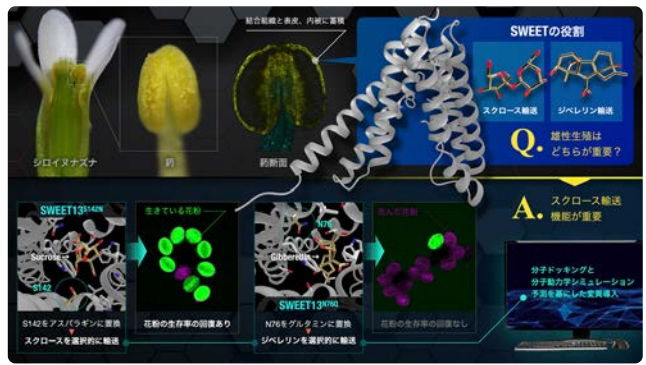 結合組織と表皮、内被に蓄積
シロイヌナズナ
葯
葯断面
SWEETの役割
スクロース輸送
ジベレリン輸送
Q. 雄性生殖は
どちらが重要？
A. スクロース輸送
機能が重要
SWEET13S142N
Sucrose→
S142
S142をアスパラギンに置換
スクロースを選択的に輸送
生きている花粉
花粉の生存率の回復あり
N76
Gibberellin→
SWEET13N76Q
N76をグルタミンに置換
ジベレリンを選択的に輸送
死んだ花粉
花粉の生存率の回復なし
分子ドッキングと
分子動力学シミュレーション
予測を基にした変異導入